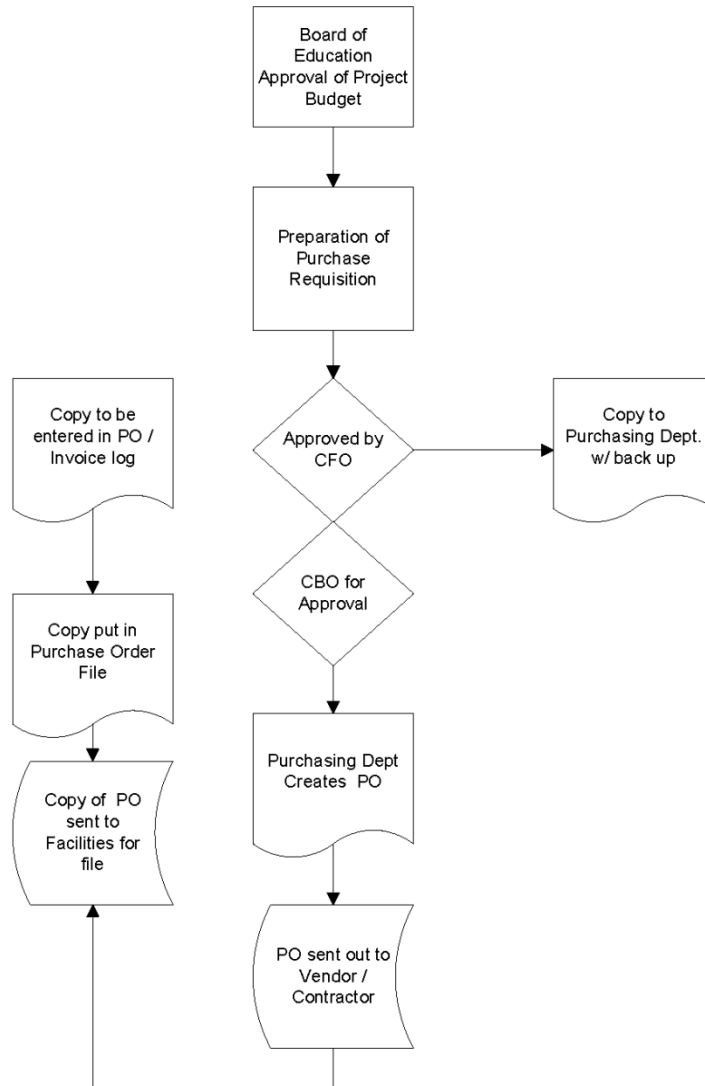 Board of
Education
Approval of Project
Budget
Preparation of
Purchase
Requisition
Approved by
CFO
Copy to
Purchasing Dept.
w/ back up
CBO for
Approval
Purchasing Dept
Creates PO
PO sent out to
Vendor /
Contractor
Copy to be
entered in PO /
Invoice log
Copy put in
Purchase Order
File
Copy of PO
sent to
Facilities for
file